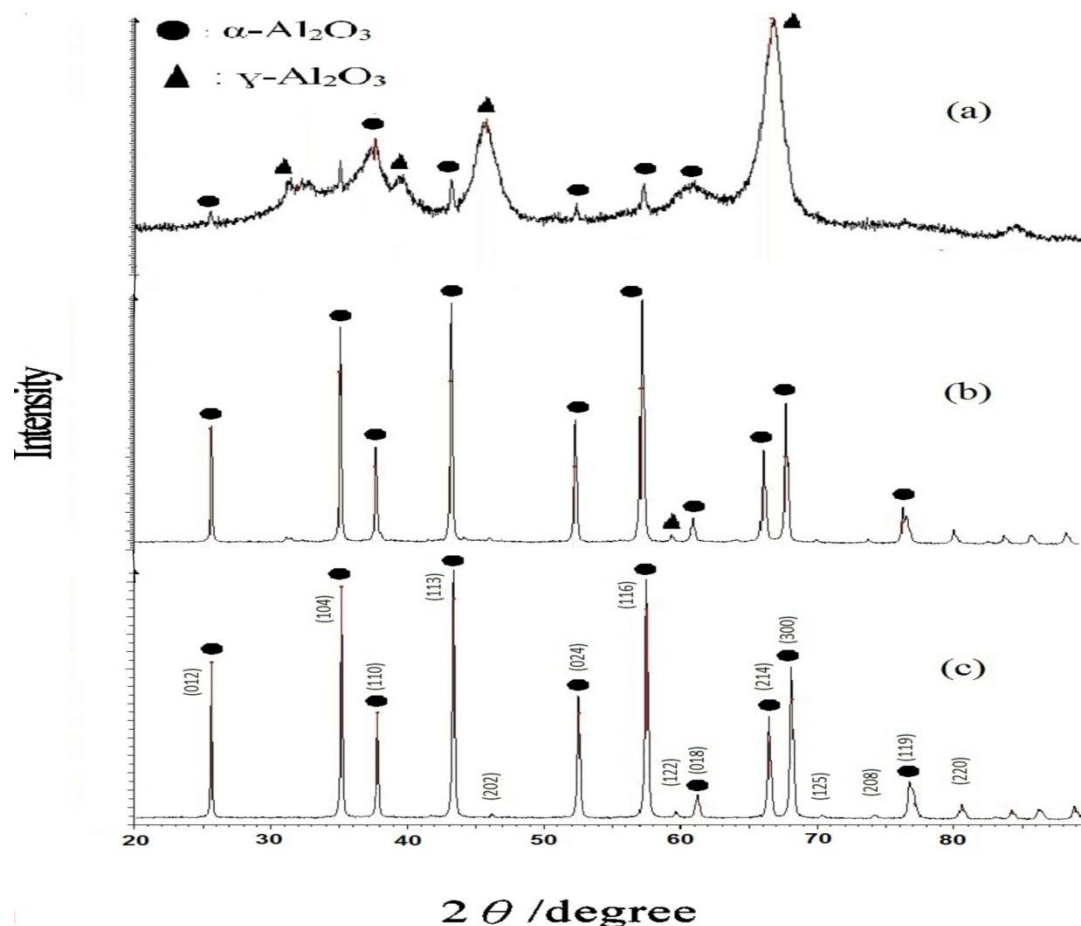 ● : α-Al₂O₃
▲ : γ-Al₂O₃
(a)
(b)
(c)
Intensity
(012)
(104)
(110)
(113)
(202)
(024)
(116)
(122)
(018)
(214)
(300)
(125)
(208)
(119)
(220)
20 30 40 50 60 70 80
2 θ /degree